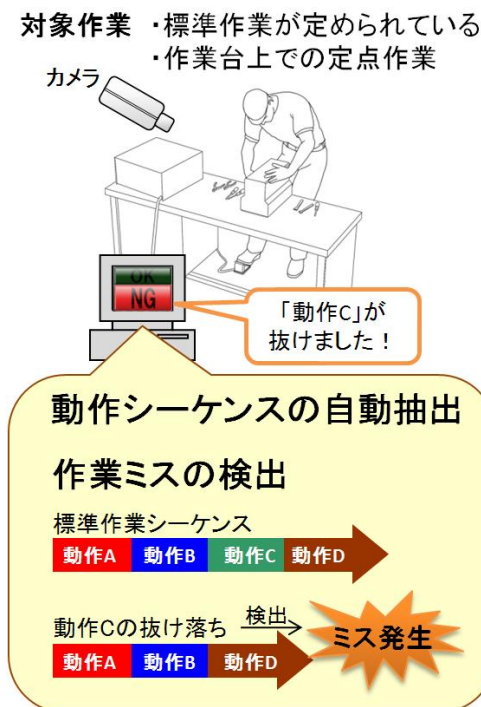 対象作業 ・標準作業が定められている
・作業台上での定点作業
カメラ
OK
NG
「動作C」が
抜けました！
動作シーケンスの自動抽出
作業ミスの検出
標準作業シーケンス
動作A 動作B 動作C 動作D
動作Cの抜け落ち 検出
ミス発生
動作A 動作B 動作D